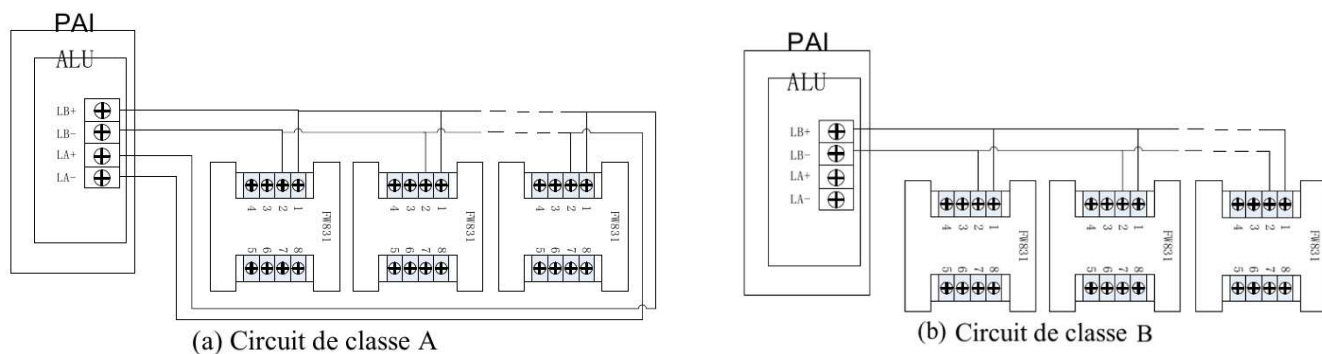 PAI
ALU
LB+
LB-
LA+
LA-
4 3 2 1
FW831
5 6 7 8
4 3 2 1
FW831
5 6 7 8
4 3 2 1
FW831
5 6 7 8
(a) Circuit de classe A
PAI
ALU
LB+
LB-
LA+
LA-
4 3 2 1
FW831
5 6 7 8
4 3 2 1
FW831
5 6 7 8
4 3 2 1
FW831
5 6 7 8
(b) Circuit de classe B